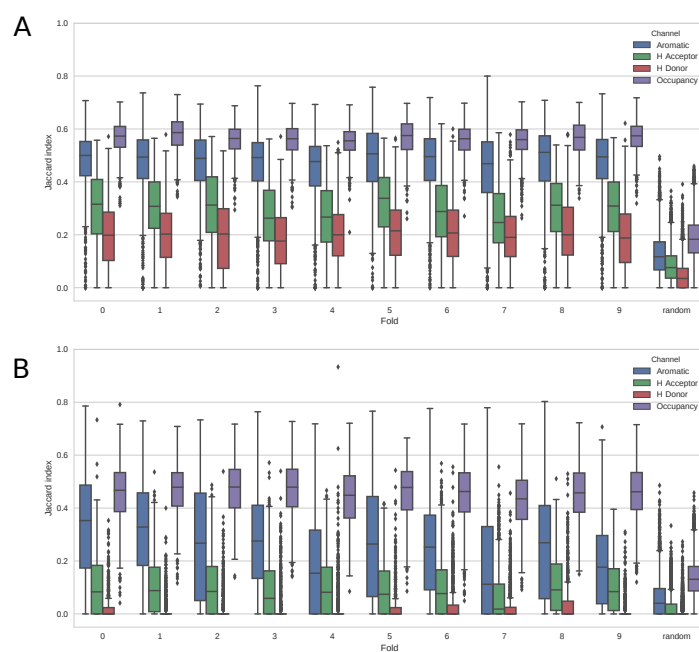 A
1.0
0.8
0.6
0.4
0.2
0.0
Jaccard index
Channel
Aromatic
H Acceptor
H Donor
Occupancy
0 1 2 3 4 5 6 7 8 9 random
Fold
B
1.0
0.8
0.6
0.4
0.2
0.0
Jaccard index
Channel
Aromatic
H Acceptor
H Donor
Occupancy
0 1 2 3 4 5 6 7 8 9 random
Fold